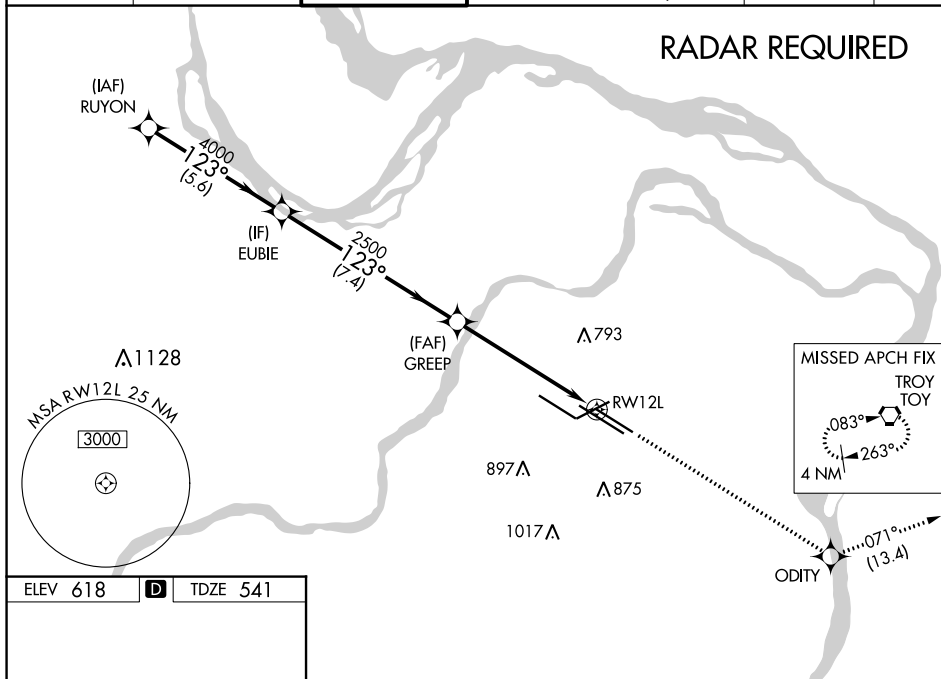 RADAR REQUIRED
(IAF)
RUYON
4000
123°
(5.6)
(IF)
EUBIE
2500
123°
(7.4)
(FAF)
GREEP
793
1128
MSA RW12L 25 NM
3000
RW12L
MISSED APCH FIX
TROY
TOY
083°
263°
4 NM
897
875
1017
ODITY
071°
(13.4)
ELEV 618 D TDZE 541